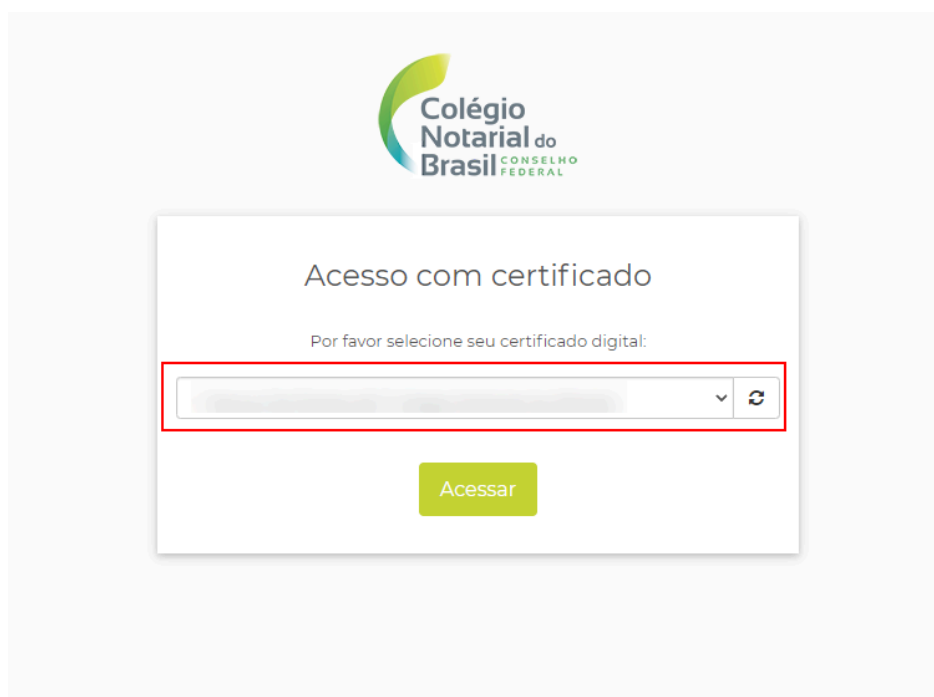 Colégio
Notarial do
Brasil CONSELHO
FEDERAL
Acesso com certificado
Por favor selecione seu certificado digital:
Acessar